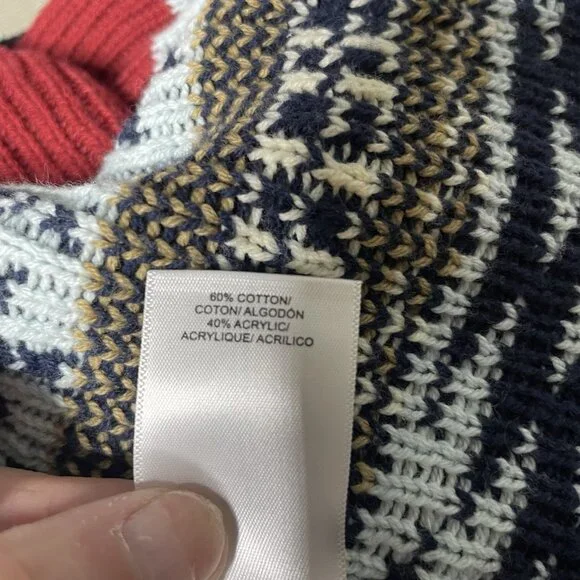 60% COTTON/
COTON/ ALGODÓN
40% ACRYLIC/
ACRYLIQUE/ ACRILICO